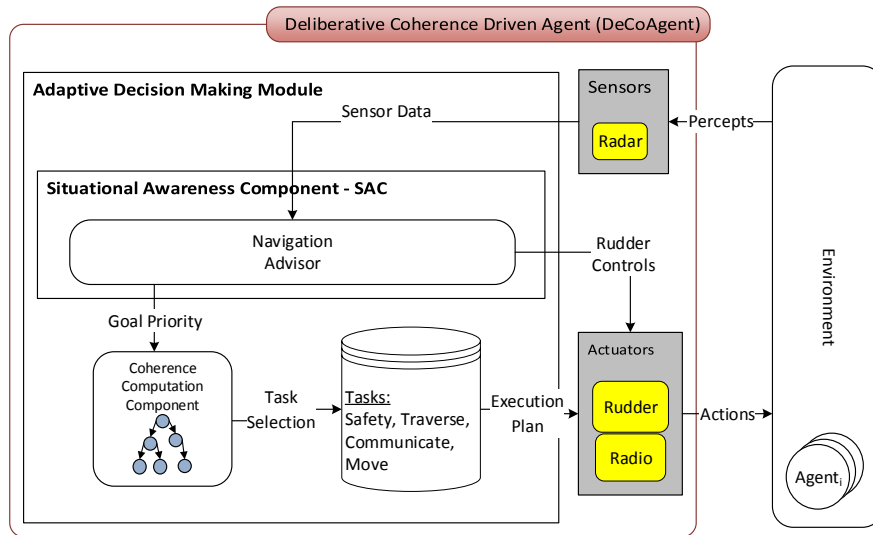 Deliberative Coherence Driven Agent (DeCoAgent)
Adaptive Decision Making Module
Sensors
Sensor Data
Radar
Percepts
Situational Awareness Component - SAC
Navigation
Advisor
Rudder
Controls
Environment
Goal Priority
Coherence
Computation
Component
Task
Selection
Tasks:
Safety, Traverse,
Communicate,
Move
Execution
Plan
Actuators
Rudder
Radio
Actions
Agenti